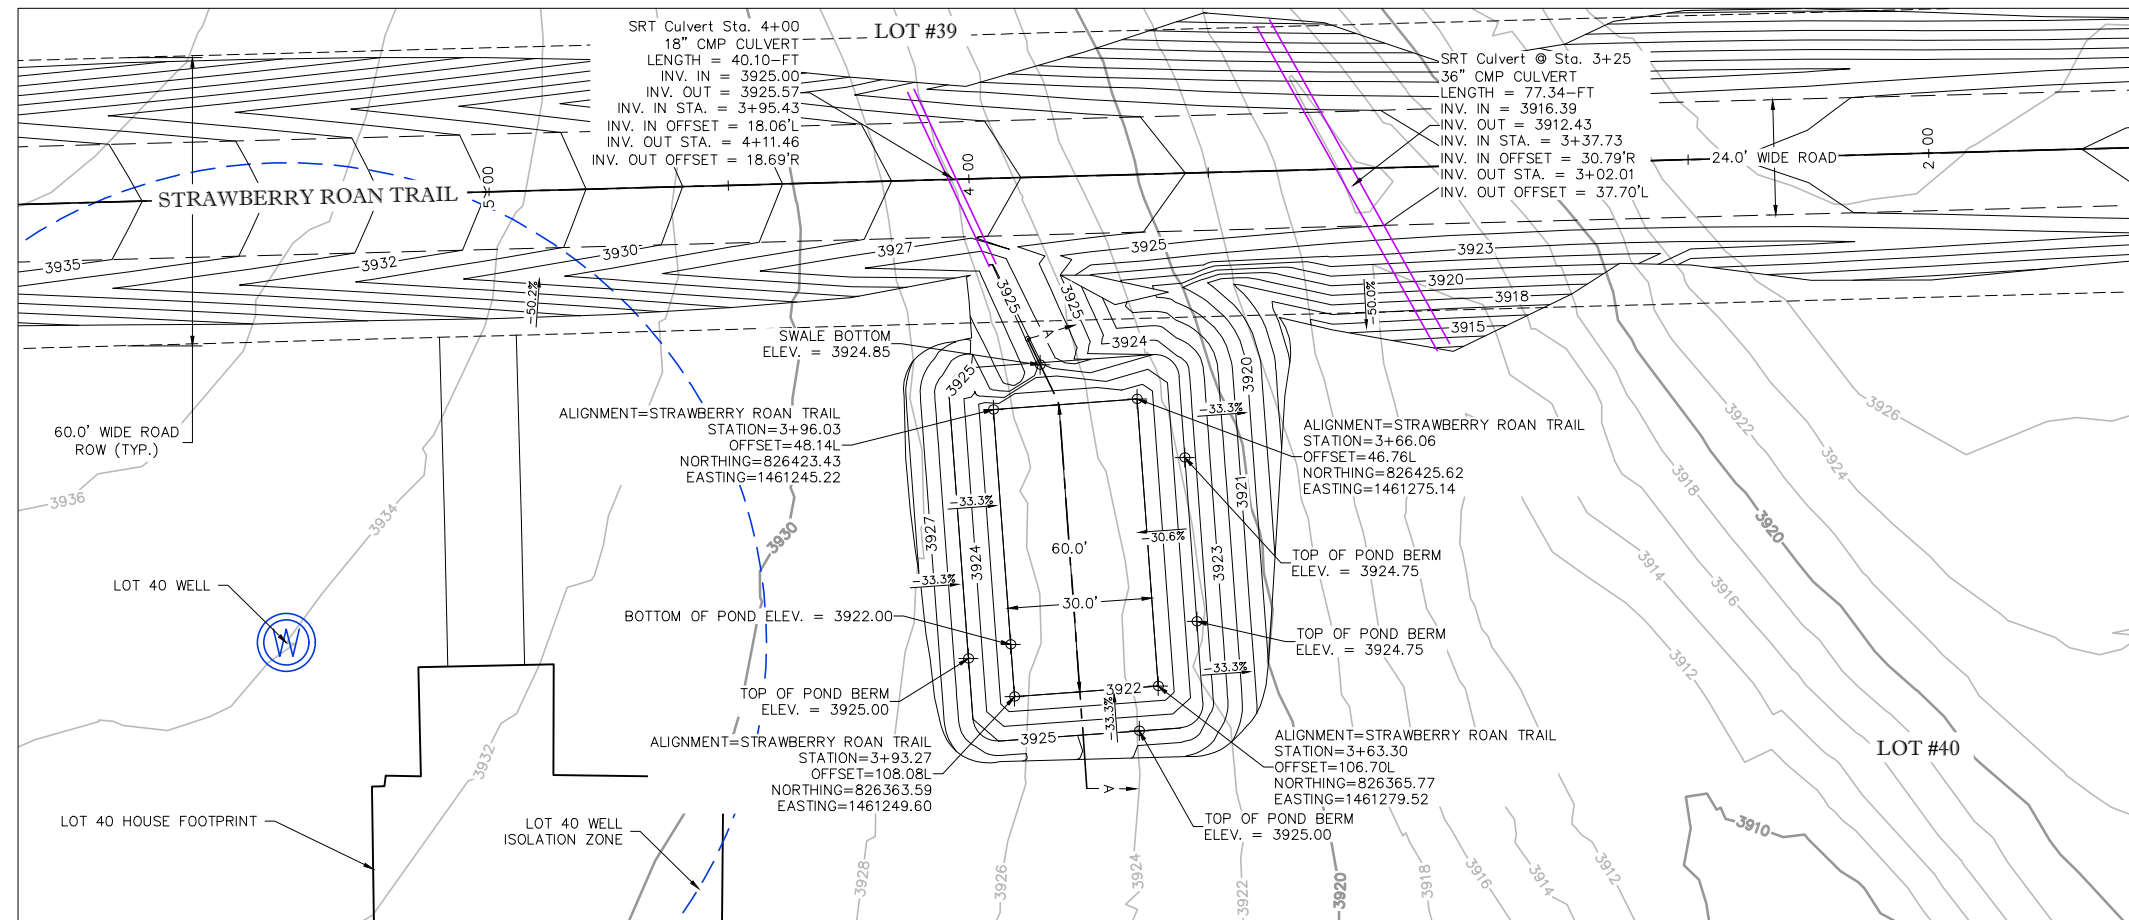 LOT #39
SRT Culvert Sta. 4+00
18" CMP CULVERT
LENGTH = 40.10-FT
INV. IN = 3925.00
INV. OUT = 3925.57
INV. IN STA. = 3+95.43
INV. IN OFFSET = 18.06'L
INV. OUT STA. = 4+11.46
INV. OUT OFFSET = 18.69'R
SRT Culvert @ Sta. 3+25
36" CMP CULVERT
LENGTH = 77.34-FT
INV. IN = 3916.39
INV. OUT = 3912.43
INV. IN STA. = 3+37.73
INV. IN OFFSET = 30.79'R
INV. OUT STA. = 3+02.01
INV. OUT OFFSET = 37.70'L
24.0' WIDE ROAD
2+00
4+00
5+00
STRAWBERRY ROAN TRAIL
3935
3932
3930
3927
3925
3923
3920
3918
3915
-50.2%
-50.0%
3925
3925
A
3924
SWALE BOTTOM
ELEV. = 3924.85
3925
3920
-33.3%
60.0' WIDE ROAD
ROW (TYP.)
ALIGNMENT=STRAWBERRY ROAN TRAIL
STATION=3+96.03
OFFSET=48.14L
NORTHING=826423.43
EASTING=1461245.22
ALIGNMENT=STRAWBERRY ROAN TRAIL
STATION=3+66.06
OFFSET=46.76L
NORTHING=826425.62
EASTING=1461275.14
3922
3926
3924
3918
3920
3936
3934
3930
-33.3%
3921
3927
3924
60.0'
-30.6%
3923
TOP OF POND BERM
ELEV. = 3924.75
3914
3916
LOT 40 WELL
W
-33.3%
30.0'
BOTTOM OF POND ELEV. = 3922.00
TOP OF POND BERM
ELEV. = 3924.75
3912
-33.3%
TOP OF POND BERM
ELEV. = 3925.00
3922
-33.3%
3925
ALIGNMENT=STRAWBERRY ROAN TRAIL
STATION=3+93.27
OFFSET=108.08L
NORTHING=826363.59
EASTING=1461249.60
ALIGNMENT=STRAWBERRY ROAN TRAIL
STATION=3+63.30
OFFSET=106.70L
NORTHING=826365.77
EASTING=1461279.52
LOT #40
3932
A
LOT 40 HOUSE FOOTPRINT
LOT 40 WELL
ISOLATION ZONE
TOP OF POND BERM
ELEV. = 3925.00
3910
3928
3926
3924
3922
3920
3918
3916
3914
3912